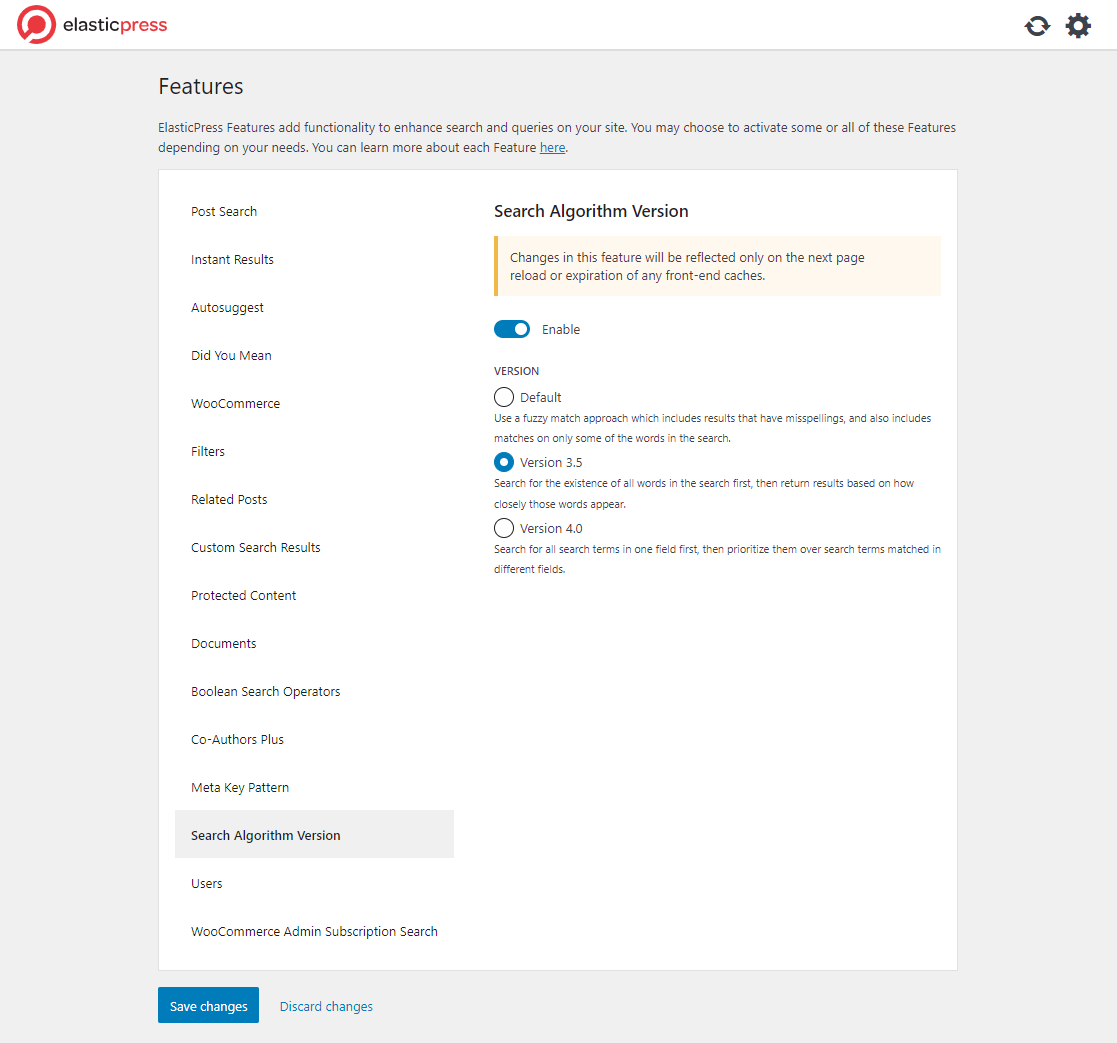 elasticpress
Features
ElasticPress Features add functionality to enhance search and queries on your site. You may choose to activate some or all of these Features
depending on your needs. You can learn more about each Feature here.
Post Search
Instant Results
Autosuggest
Did You Mean
WooCommerce
Filters
Related Posts
Custom Search Results
Protected Content
Documents
Boolean Search Operators
Co-Authors Plus
Meta Key Pattern
Search Algorithm Version
Users
WooCommerce Admin Subscription Search
Search Algorithm Version
Changes in this feature will be reflected only on the next page
reload or expiration of any front-end caches.
Enable
VERSION
Default
Use a fuzzy match approach which includes results that have misspellings, and also includes
matches on only some of the words in the search.
Version 3.5
Search for the existence of all words in the search first, then return results based on how
closely those words appear.
Version 4.0
Search for all search terms in one field first, then prioritize them over search terms matched in
different fields.
Save changes
Discard changes